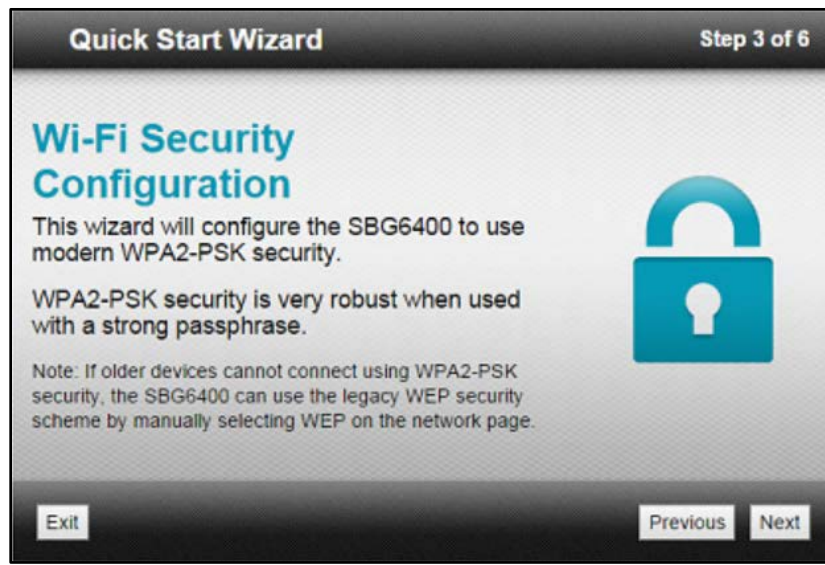 Quick Start Wizard
Step 3 of 6
Wi-Fi Security
Configuration
This wizard will configure the SBG6400 to use
modern WPA2-PSK security.
WPA2-PSK security is very robust when used
with a strong passphrase.
Note: If older devices cannot connect using WPA2-PSK
security, the SBG6400 can use the legacy WEP security
scheme by manually selecting WEP on the network page.
Exit
Previous
Next